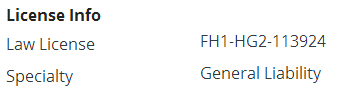 License Info
Law License FH1-HG2-113924
Specialty General Liability